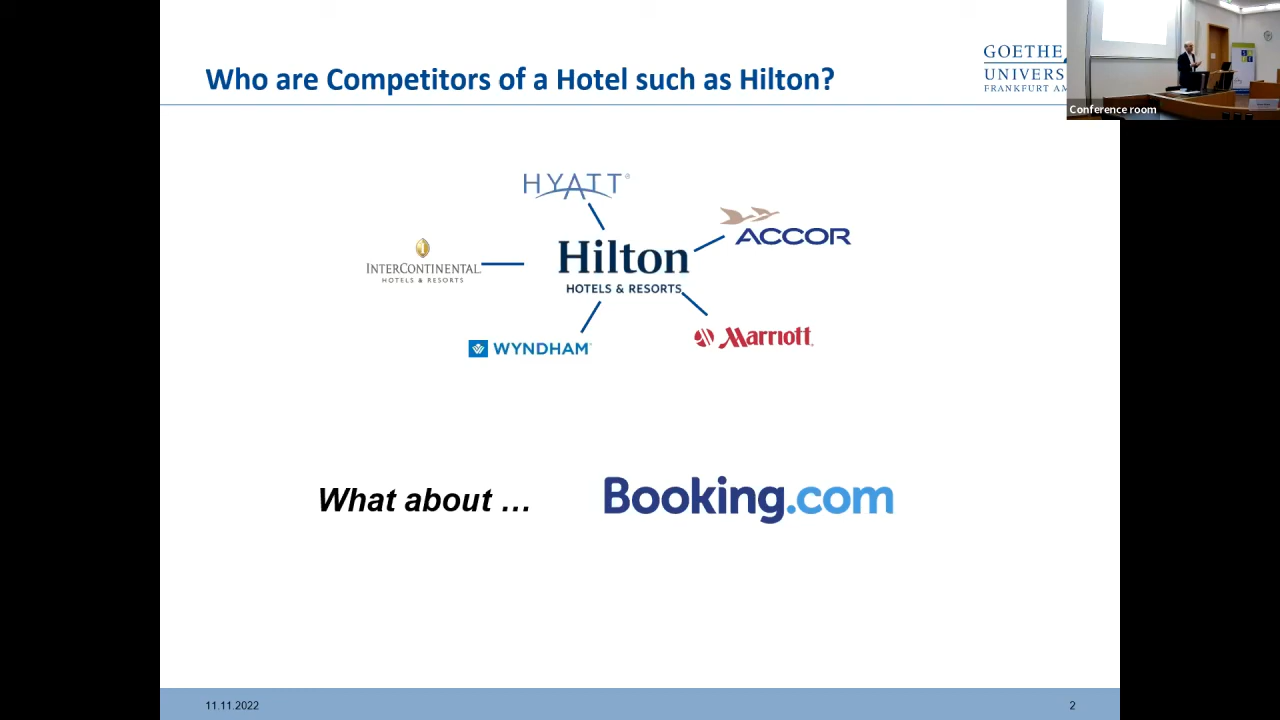 Who are Competitors of a Hotel such as Hilton?
GOETHE
UNIVERS
FRANKFURT AM
Conference room
HYATT®
ACCOR
INTERCONTINENTAL
HOTELS & RESORTS
Hilton
HOTELS & RESORTS
WYNDHAM
Marriott
What about … Booking.com
11.11.2022
2